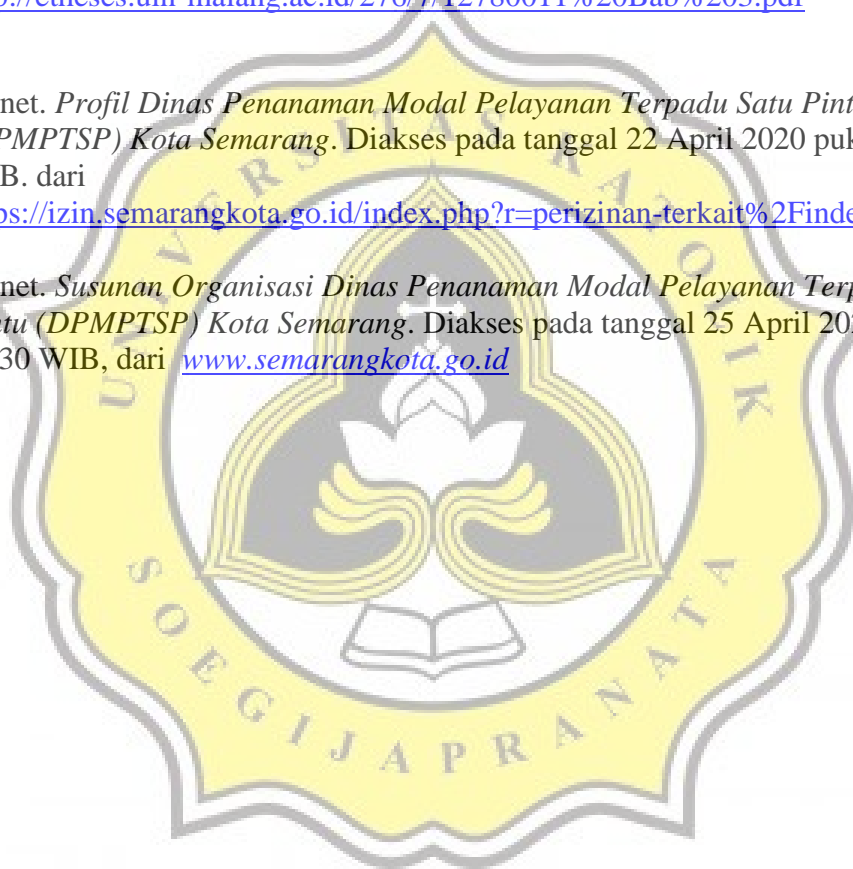 net. Profil Dinas Penanaman Modal Pelayanan Terpadu Satu Pint
PMPTSP) Kota Semarang. Diakses pada tanggal 22 April 2020 puk
B. dari
ps://izin.semarangkota.go.id/index.php?r=perizinan-terkait%2Finde
net. Susunan Organisasi Dinas Penanaman Modal Pelayanan Terp
ntu (DPMPTSP) Kota Semarang. Diakses pada tanggal 25 April 20
30 WIB, dari www.semarangkota.go.id
UNIVERSITAS KATOLIK
SOEGIJAPRANATA